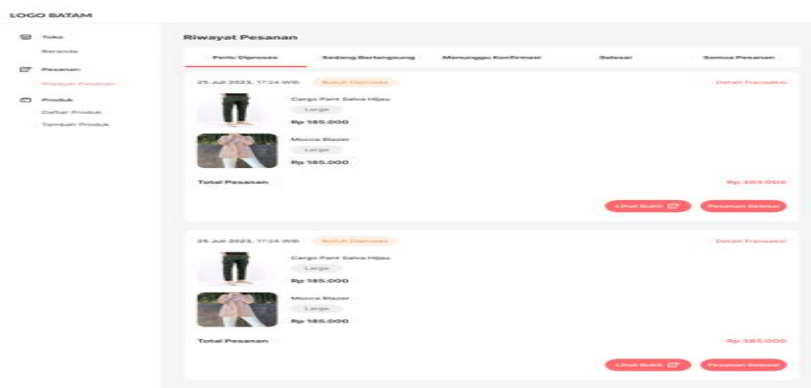 LOGO BATAM
Toko
Beranda
Pesanan
Riwayat Pesanan
Produk
Daftar Produk
Tambah Produk
Riwayat Pesanan
Perlu Diproses
Sedang Berlangsung
Menunggu Konfirmasi
Selesai
Semua Pesanan
25 Juli 2023, 17:24 WIB
Butuh Diproses
Detail Transaksi
Cargo Pant Salva Hijau
Large
Rp 185.000
Mocca Blazer
Large
Rp 185.000
Total Pesanan
Rp 385.000
Lihat Bukti
Pesanan Selesai
25 Juli 2023, 17:24 WIB
Butuh Diproses
Detail Transaksi
Cargo Pant Salva Hijau
Large
Rp 185.000
Mocca Blazer
Large
Rp 185.000
Total Pesanan
Rp 385.000
Lihat Bukti
Pesanan Selesai